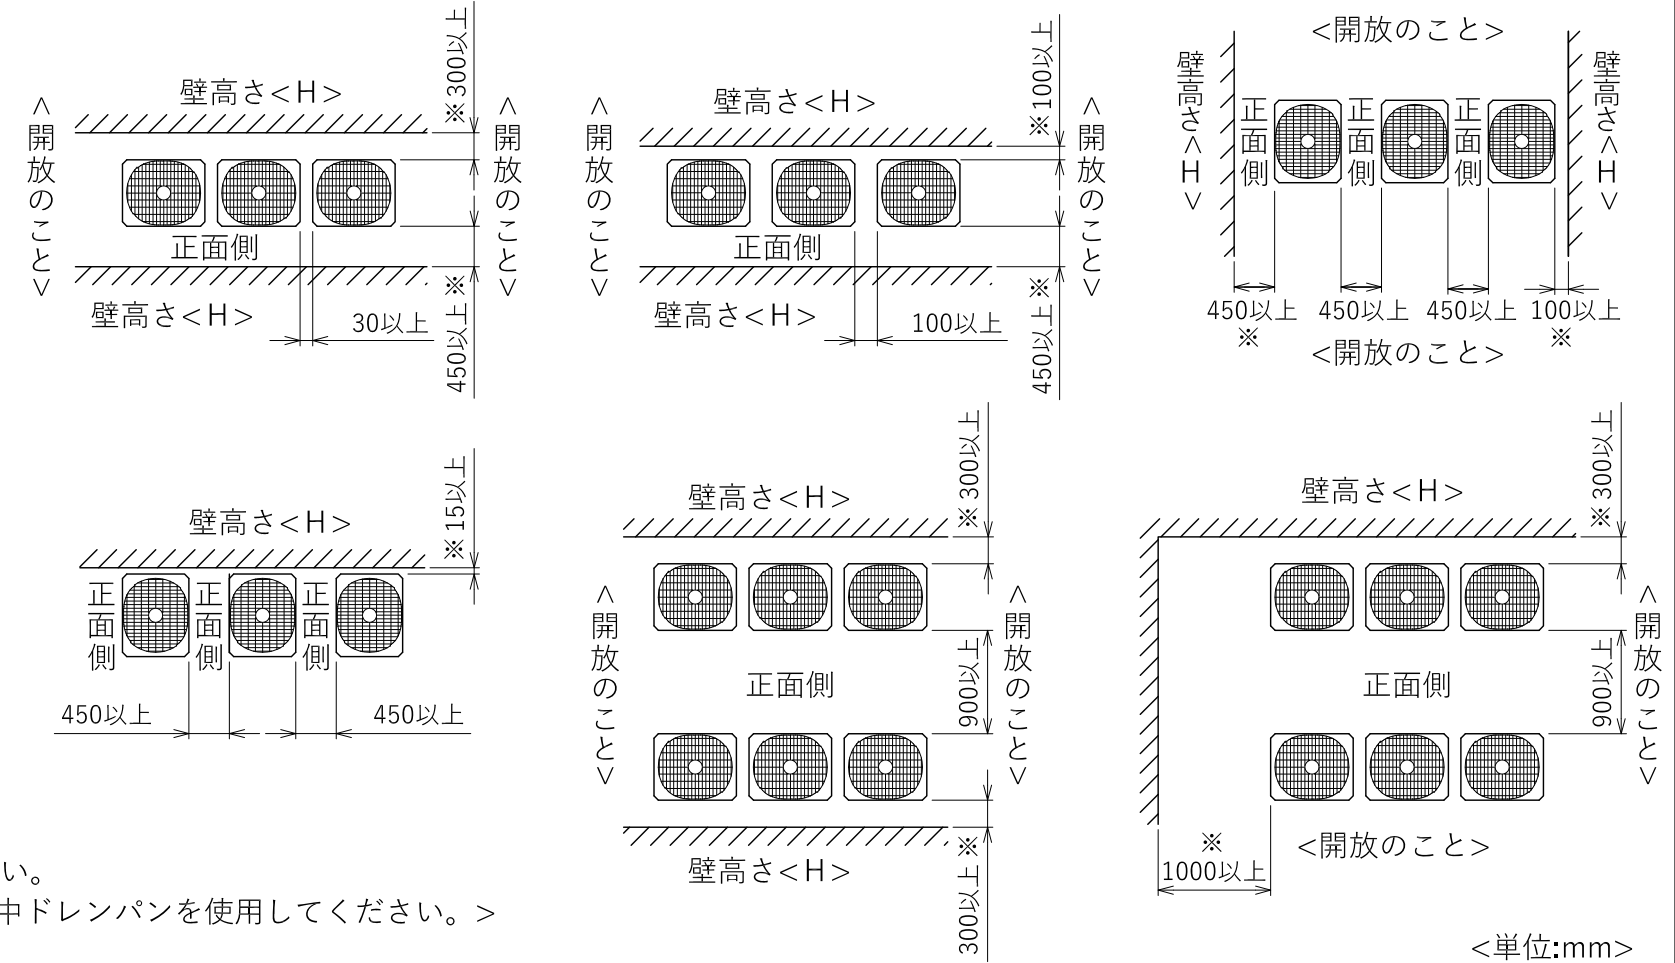 壁高さ<H>
※300以上
<開放のこと>
<開放のこと>
正面側
壁高さ<H>
30以上
450以上※
壁高さ<H>
※100以上
<開放のこと>
<開放のこと>
正面側
壁高さ<H>
100以上
450以上※
<開放のこと>
壁高さ<H>
壁高さ<H>
正面側
正面側
正面側
450以上
※
450以上
450以上
100以上
※
<開放のこと>
壁高さ<H>
※15以上
正面側
正面側
正面側
450以上
450以上
壁高さ<H>
※300以上
<開放のこと>
<開放のこと>
正面側
900以上
壁高さ<H>
300以上※
壁高さ<H>
※300以上
<開放のこと>
正面側
900以上
※
1000以上
<開放のこと>
い。
中ドレンパンを使用してください。>
<単位:mm>